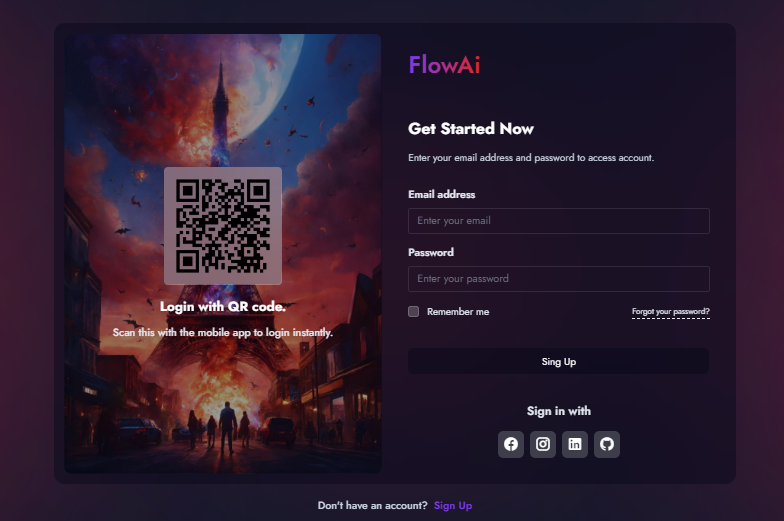 FlowAi
Get Started Now
Enter your email address and password to access account.
Email address
Enter your email
Password
Enter your password
Remember me
Forgot your password?
Sing Up
Sign in with
Login with QR code.
Scan this with the mobile app to login instantly.
Don't have an account? Sign Up